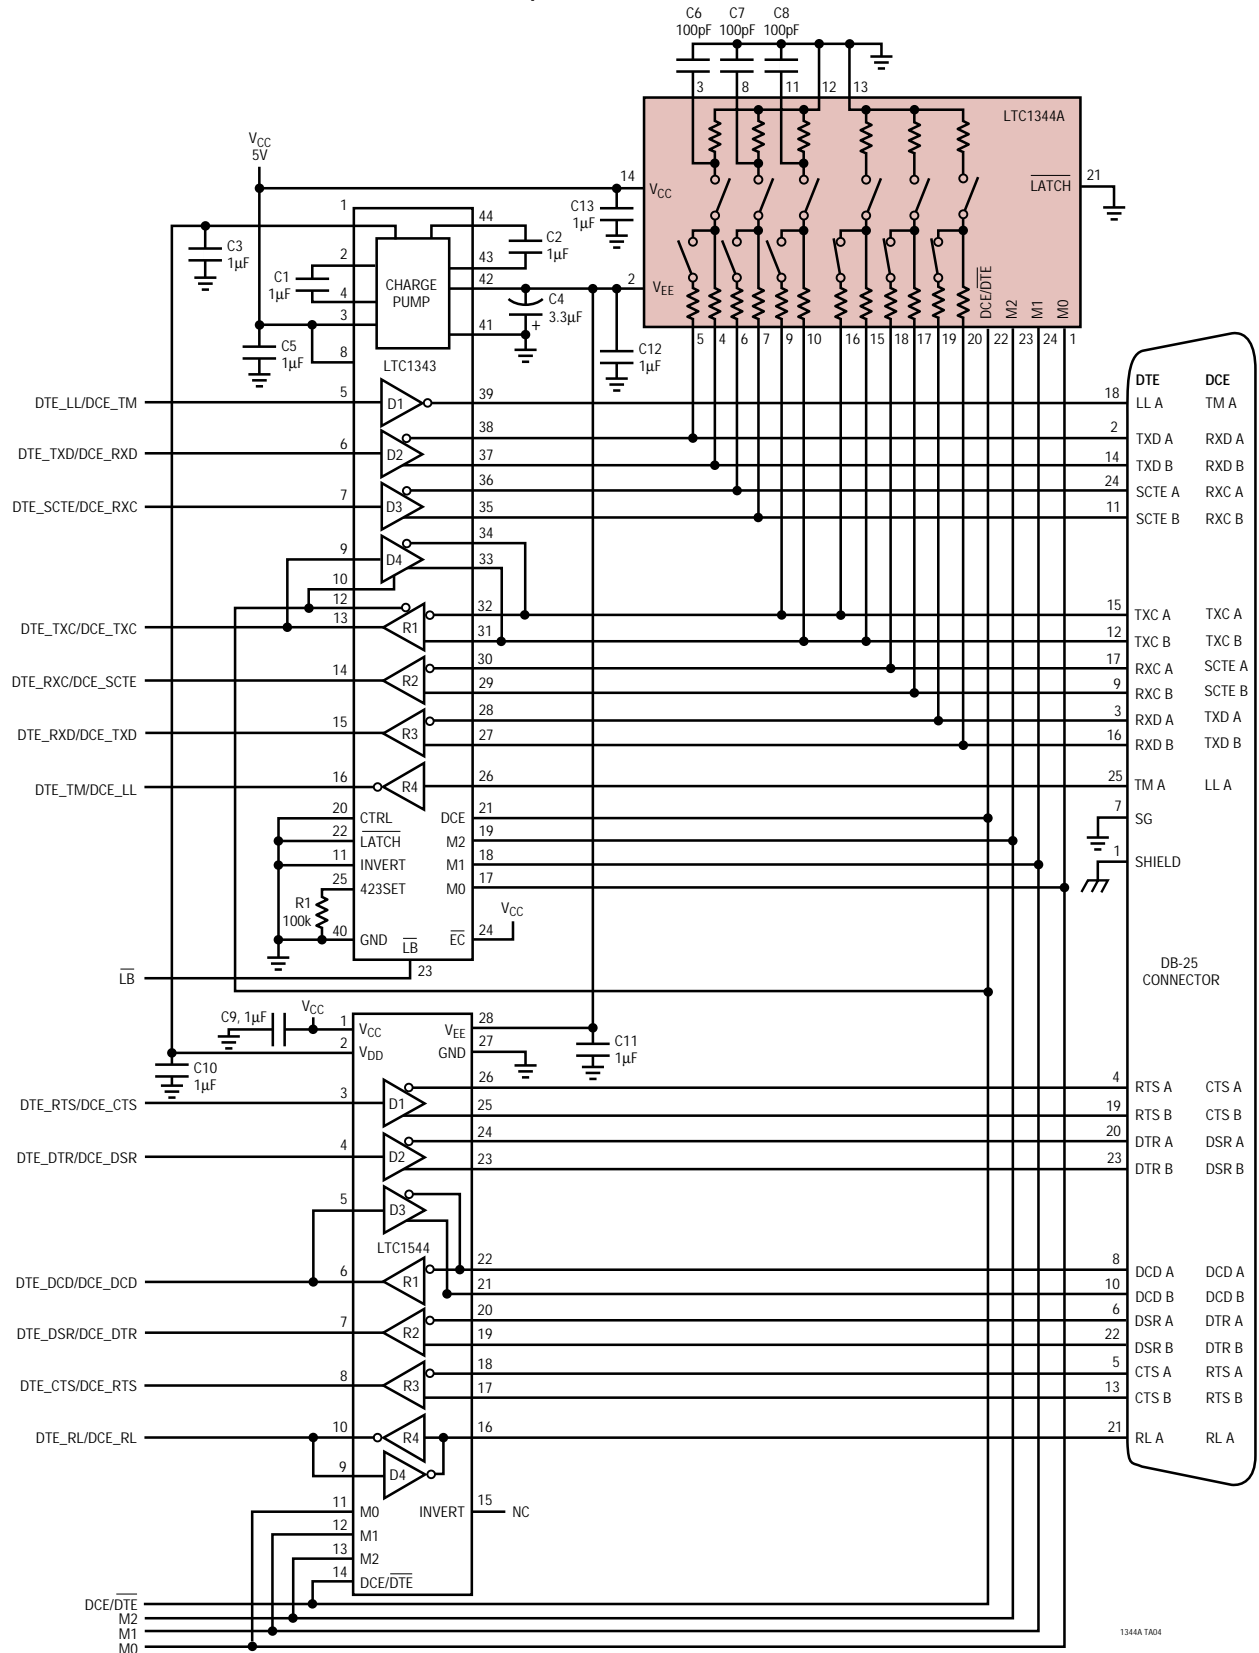 C6 C7 C8
100pF 100pF 100pF
3 8 11 12 13
LTC1344A
VCC
5V
14 VCC
LATCH 21
C13
1µF
1
44
C3
1µF
C2
1µF
2
43
C1
1µF
CHARGE
PUMP
42
2 VEE
DCE/DTE
M2
M1
M0
4
C4
3.3µF
+
3
41
C5
1µF
8
LTC1343
C12
1µF
5 4 6 7 9 10 16 15 18 17 19 20 22 23 24 1
DTE DCE
DTE_LL/DCE_TM 5 D1 39 18 LL A TM A
38 2 TXD A RXD A
DTE_TXD/DCE_RXD 6 D2
37 14 TXD B RXD B
36 24 SCTE A RXC A
DTE_SCTE/DCE_RXC 7 D3
35 11 SCTE B RXC B
34
9 D4
33
10
12
32 15 TXC A TXC A
DTE_TXC/DCE_TXC 13 R1
31 12 TXC B TXC B
30 17 RXC A SCTE A
DTE_RXC/DCE_SCTE 14 R2
29 9 RXC B SCTE B
28 3 RXD A TXD A
DTE_RXD/DCE_TXD 15 R3
27 16 RXD B TXD B
DTE_TM/DCE_LL 16 R4 26 25 TM A LL A
20 CTRL DCE 21
7 SG
22 LATCH M2 19
11 INVERT M1 18
1 SHIELD
25 423SET M0 17
R1
100k
VCC
40 GND LB EC 24
LB 23
DB-25
CONNECTOR
C9, 1µF VCC
1 VCC VEE 28
2 VDD GND 27
C10
1µF
C11
1µF
26 4 RTS A CTS A
DTE_RTS/DCE_CTS 3 D1
25 19 RTS B CTS B
24 20 DTR A DSR A
DTE_DTR/DCE_DSR 4 D2
23 23 DTR B DSR B
5 D3
LTC1544
22 8 DCD A DCD A
DTE_DCD/DCE_DCD 6 R1
21 10 DCD B DCD B
20 6 DSR A DTR A
DTE_DSR/DCE_DTR 7 R2
19 22 DSR B DTR B
18 5 CTS A RTS A
DTE_CTS/DCE_RTS 8 R3
17 13 CTS B RTS B
DTE_RL/DCE_RL 10 R4 16 21 RL A RL A
9 D4
11 M0 INVERT 15 NC
12 M1
13 M2
14 DCE/DTE
DCE/DTE
M2
M1
M0
1344A TA04